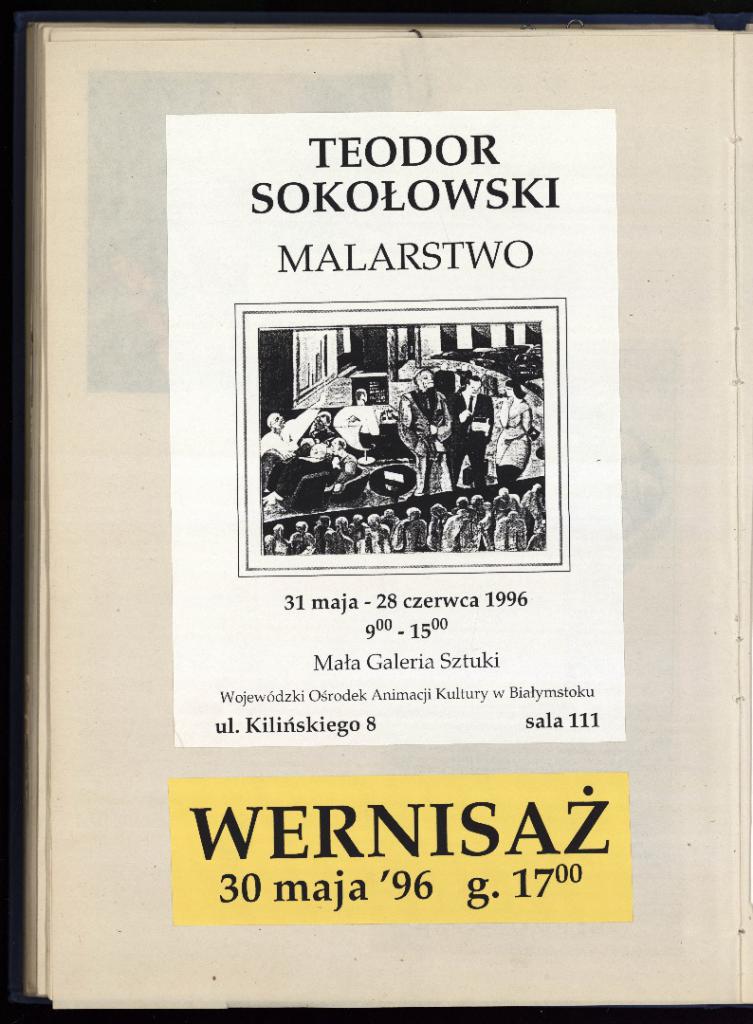 TEODOR
SOKOŁOWSKI
MALARSTWO
31 maja - 28 czerwca 1996
9⁰⁰ - 15⁰⁰
Mała Galeria Sztuki
Wojewódzki Ośrodek Animacji Kultury w Białymstoku
ul. Kilińskiego 8 sala 111
WERNISAŻ
30 maja '96 g. 17⁰⁰